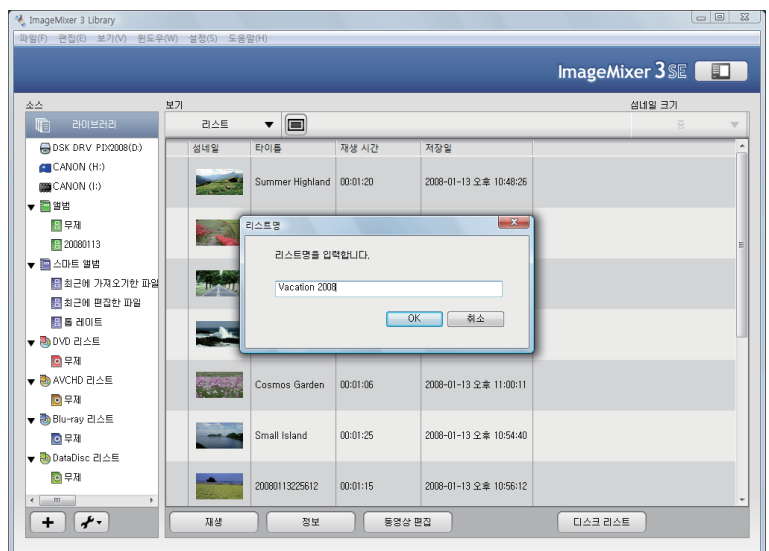 ImageMixer 3 Library
파일(F) 편집(E) 보기(V) 윈도우(W) 설정(S) 도움말(H)
ImageMixer 3 SE
소스
보기
섬네일 크기
라이브러리
리스트
중
DSK DRV PIX2008(D:)
CANON (H:)
CANON (I:)
앨범
무제
20080113
스마트 앨범
최근에 가져오기한 파일
최근에 편집한 파일
톱 레이트
DVD 리스트
무제
AVCHD 리스트
무제
Blu-ray 리스트
무제
DataDisc 리스트
무제
섬네일 타이틀 재생 시간 저장일
Summer Highland 00:01:20 2008-01-13 오후 10:48:26
리스트명
리스트명을 입력합니다.
Vacation 2008
OK 취소
Cosmos Garden 00:01:06 2008-01-13 오후 11:00:11
Small Island 00:01:25 2008-01-13 오후 10:54:40
20080113225612 00:01:15 2008-01-13 오후 10:56:12
재생 정보 동영상 편집 디스크 리스트